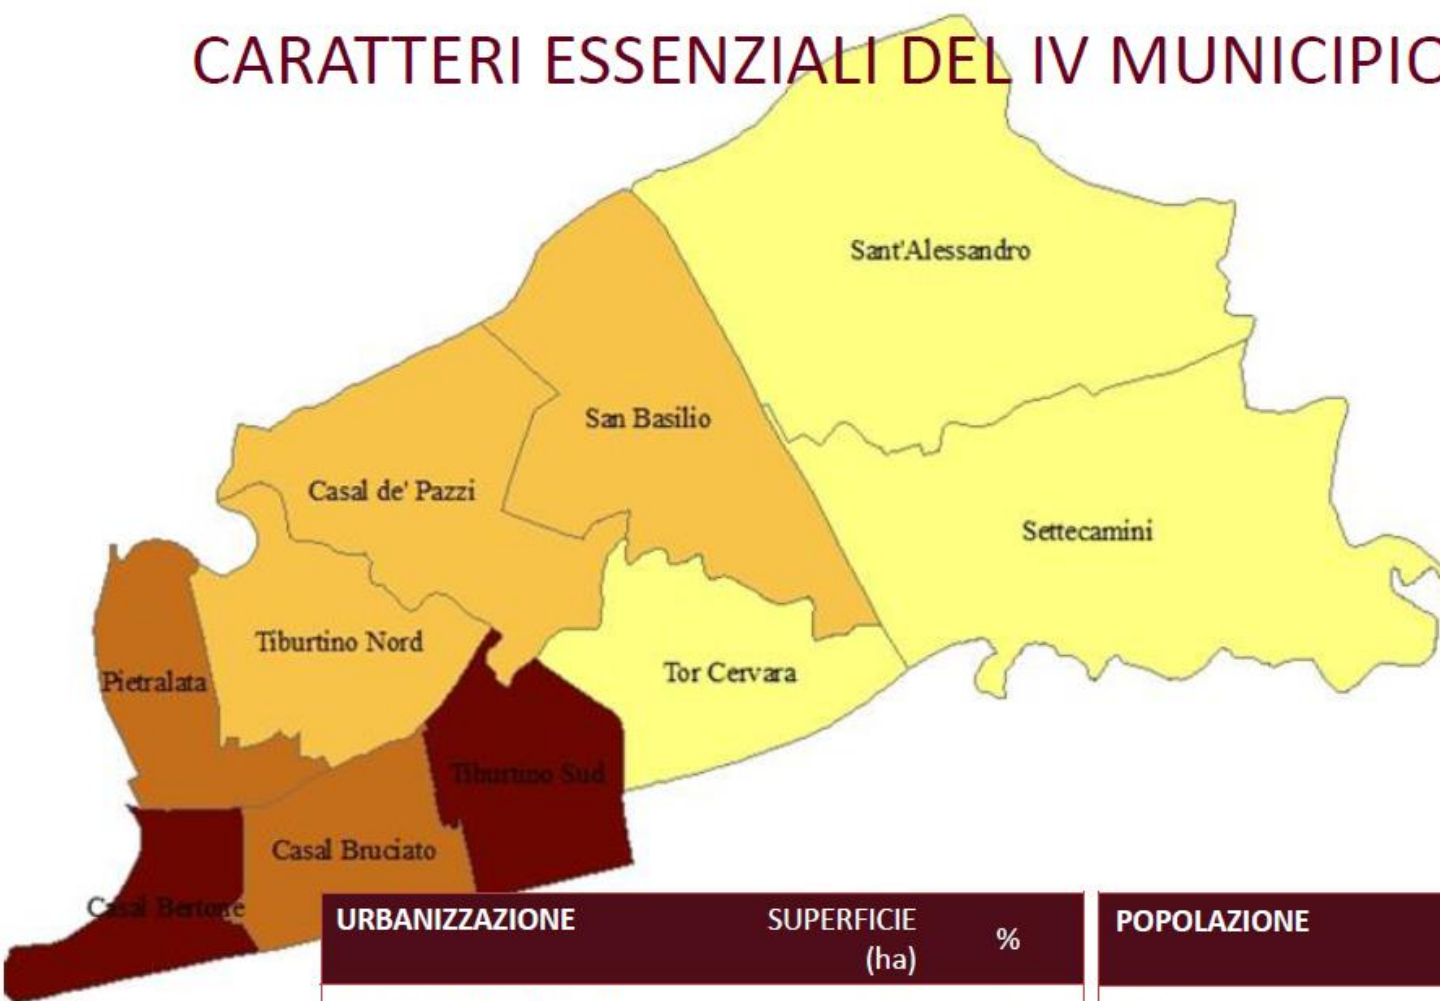 CARATTERI ESSENZIALI DEL IV MUNICIPIO
Sant'Alessandro
San Basilio
Casal de' Pazzi
Settecamini
Tiburtino Nord
Tor Cervara
Pietralata
Tiburtino Sud
Casal Bruciato
Casal Bertone
URBANIZZAZIONE SUPERFICIE % POPOLAZIONE
(ha)